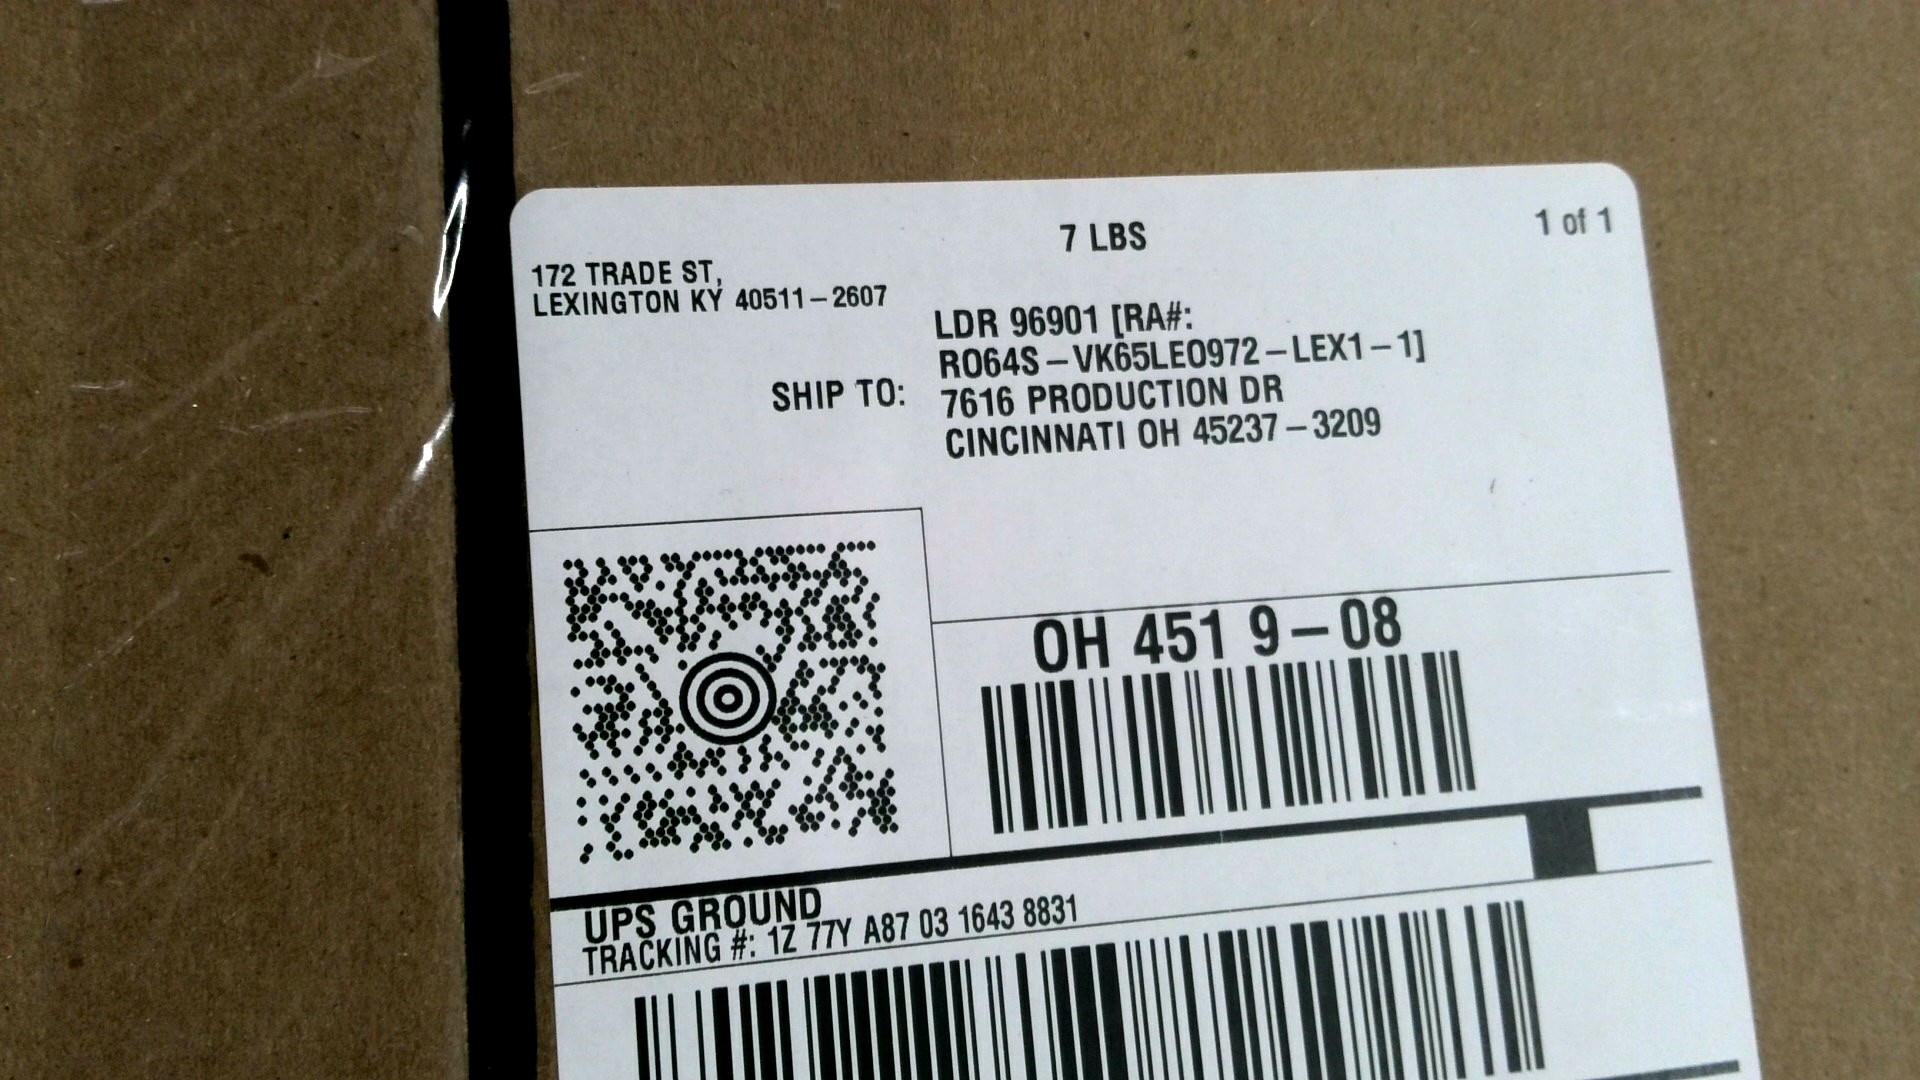 7 LBS
1 of 1
172 TRADE ST,
LEXINGTON KY 40511-2607
SHIP TO:
LDR 96901 [RA#:
RO64S-VK65LEO972-LEX1-1]
7616 PRODUCTION DR
CINCINNATI OH 45237-3209
OH 451 9-08
UPS GROUND
TRACKING #: 1Z 77Y A87 03 1643 8831